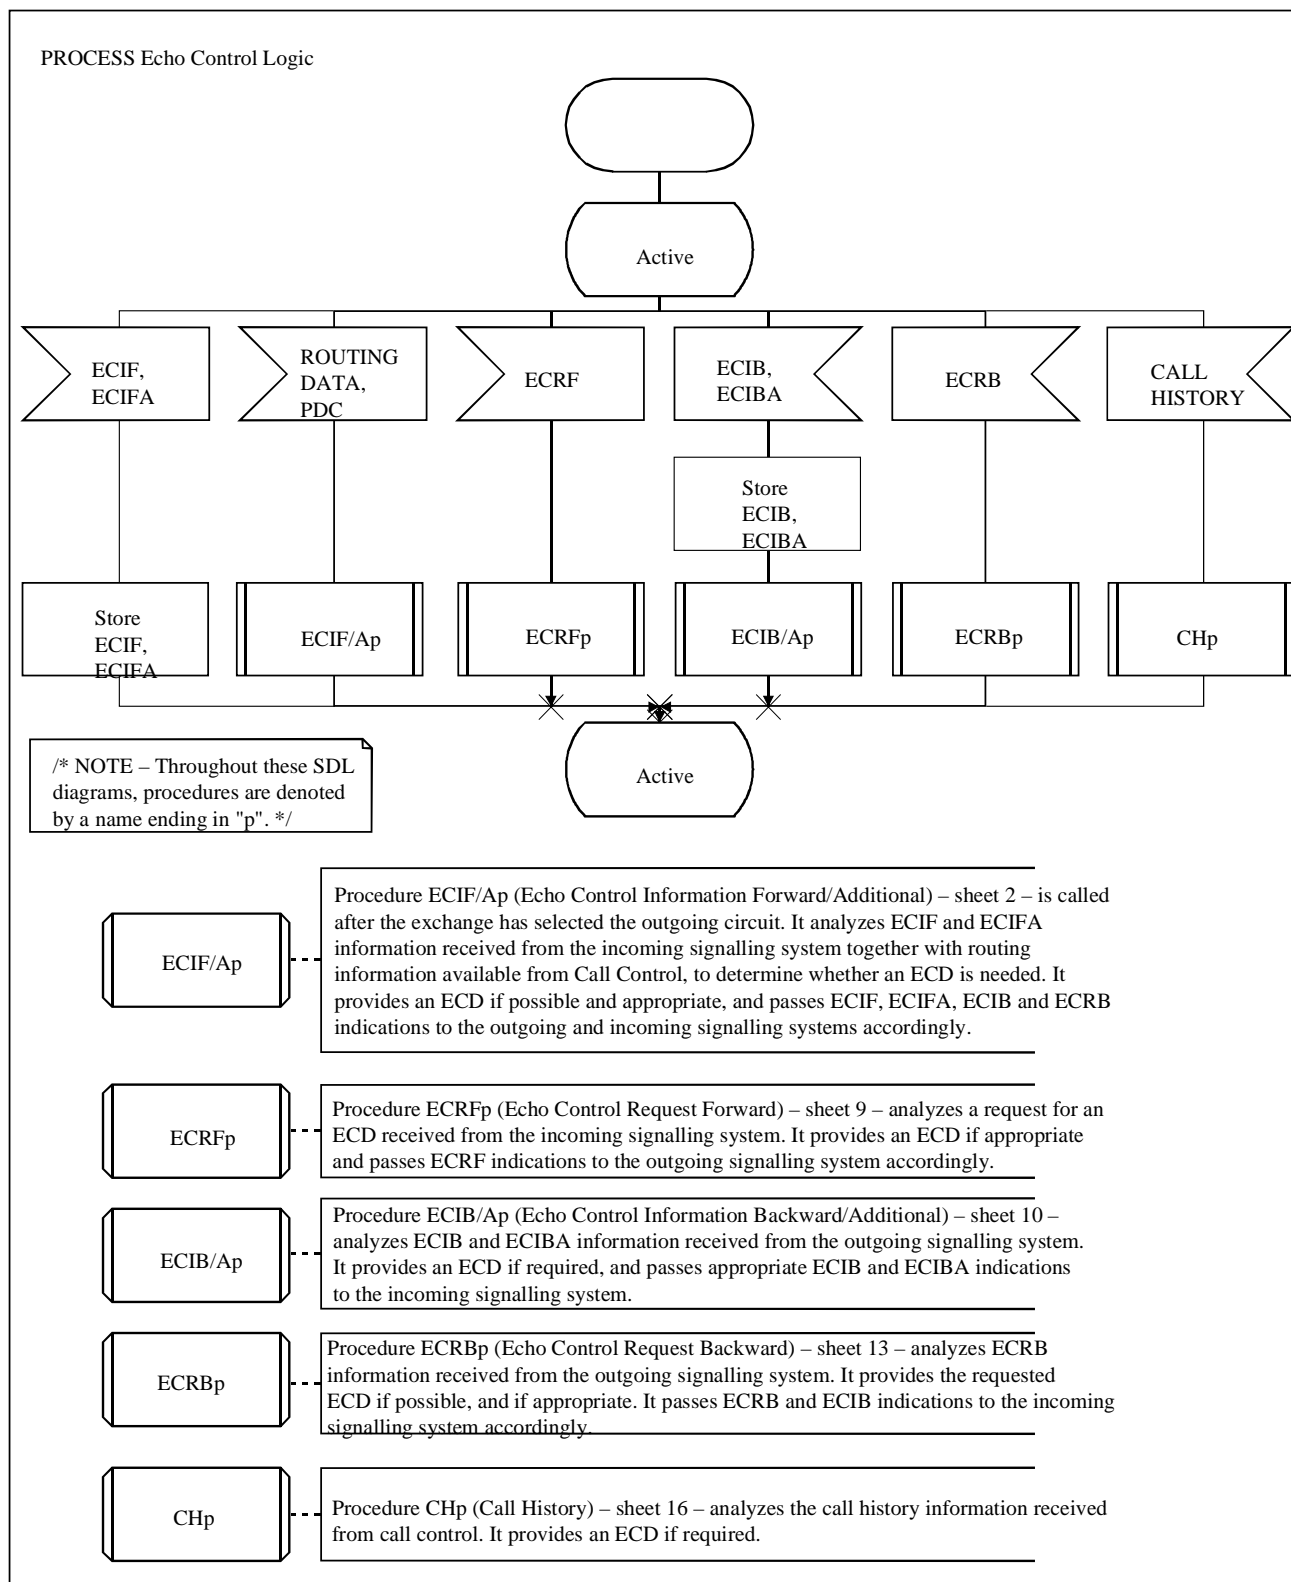 PROCESS Echo Control Logic
Active
ECIF,
ECIFA
ROUTING
DATA,
PDC
ECRF
ECIB,
ECIBA
ECRB
CALL
HISTORY
Store
ECIB,
ECIBA
Store
ECIF,
ECIFA
ECIF/Ap
ECRFp
ECIB/Ap
ECRBp
CHp
Active
/* NOTE – Throughout these SDL
diagrams, procedures are denoted
by a name ending in "p". */
ECIF/Ap
Procedure ECIF/Ap (Echo Control Information Forward/Additional) – sheet 2 – is called
after the exchange has selected the outgoing circuit. It analyzes ECIF and ECIFA
information received from the incoming signalling system together with routing
information available from Call Control, to determine whether an ECD is needed. It
provides an ECD if possible and appropriate, and passes ECIF, ECIFA, ECIB and ECRB
indications to the outgoing and incoming signalling systems accordingly.
ECRFp
Procedure ECRFp (Echo Control Request Forward) – sheet 9 – analyzes a request for an
ECD received from the incoming signalling system. It provides an ECD if appropriate
and passes ECRF indications to the outgoing signalling system accordingly.
ECIB/Ap
Procedure ECIB/Ap (Echo Control Information Backward/Additional) – sheet 10 –
analyzes ECIB and ECIBA information received from the outgoing signalling system.
It provides an ECD if required, and passes appropriate ECIB and ECIBA indications
to the incoming signalling system.
ECRBp
Procedure ECRBp (Echo Control Request Backward) – sheet 13 – analyzes ECRB
information received from the outgoing signalling system. It provides the requested
ECD if possible, and if appropriate. It passes ECRB and ECIB indications to the incoming
signalling system accordingly.
CHp
Procedure CHp (Call History) – sheet 16 – analyzes the call history information received
from call control. It provides an ECD if required.